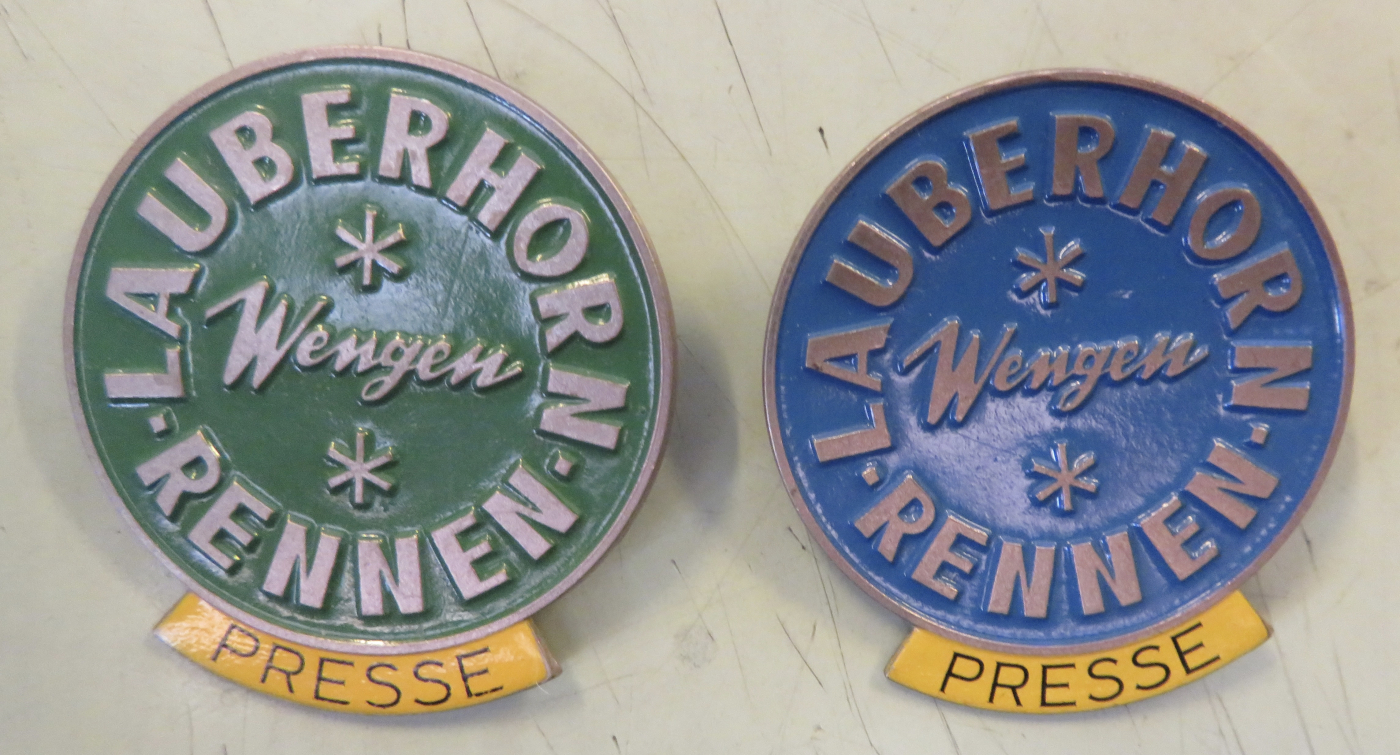 LAUBERHORN
Wengen
· RENNEN ·
PRESSE
LAUBERHORN
Wengen
· RENNEN ·
PRESSE